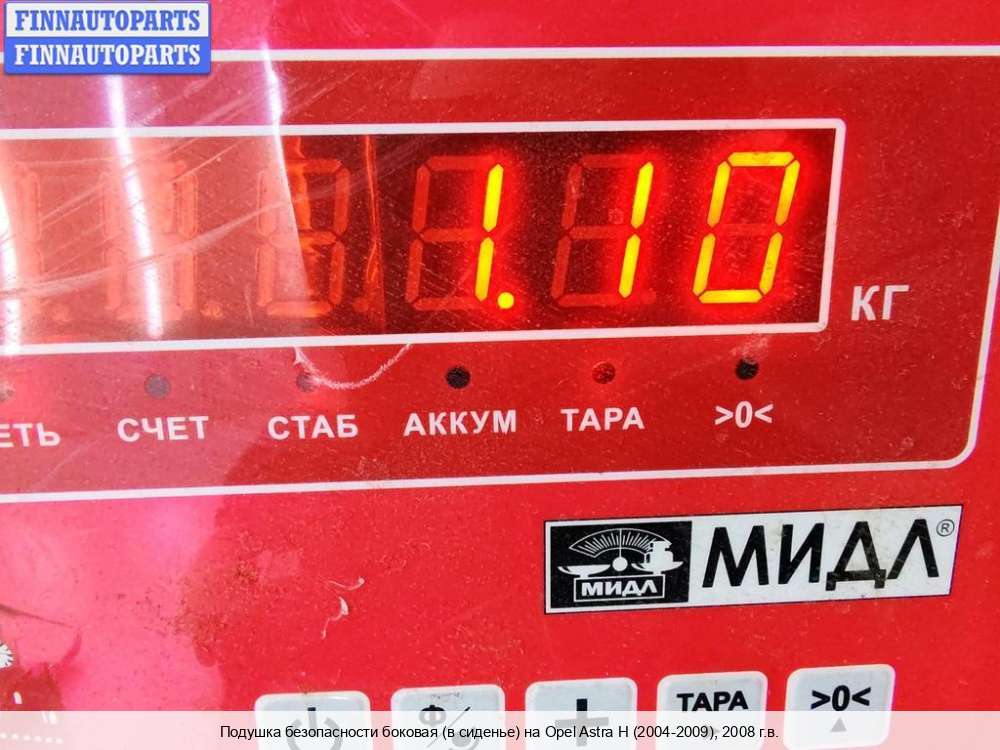 FINNAUTOPARTS
FINNAUTOPARTS
1.10
КГ
СЧЕТ СТАБ АККУМ ТАРА >0<
МИДЛ МИДЛ®
ТАРА >0<
Подушка безопасности боковая (в сиденье) на Opel Astra H (2004-2009), 2008 г.в.